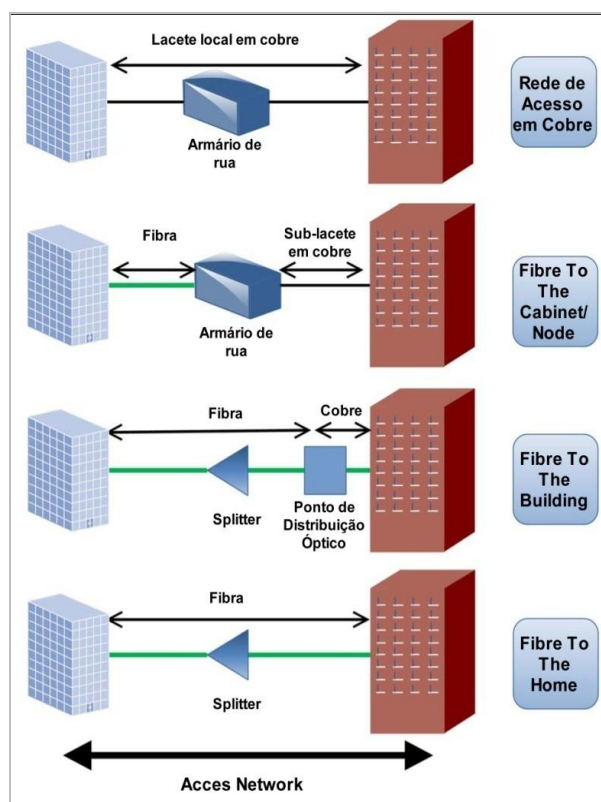 Lacete local em cobre
Armário de
rua
Rede de
Acesso
em Cobre
Fibra
Sub-lacete
em cobre
Armário de
rua
Fibre To
The
Cabinet/
Node
Fibra
Cobre
Splitter
Ponto de
Distribuição
Óptico
Fibre To
The
Building
Fibra
Splitter
Fibre To
The
Home
Acces Network